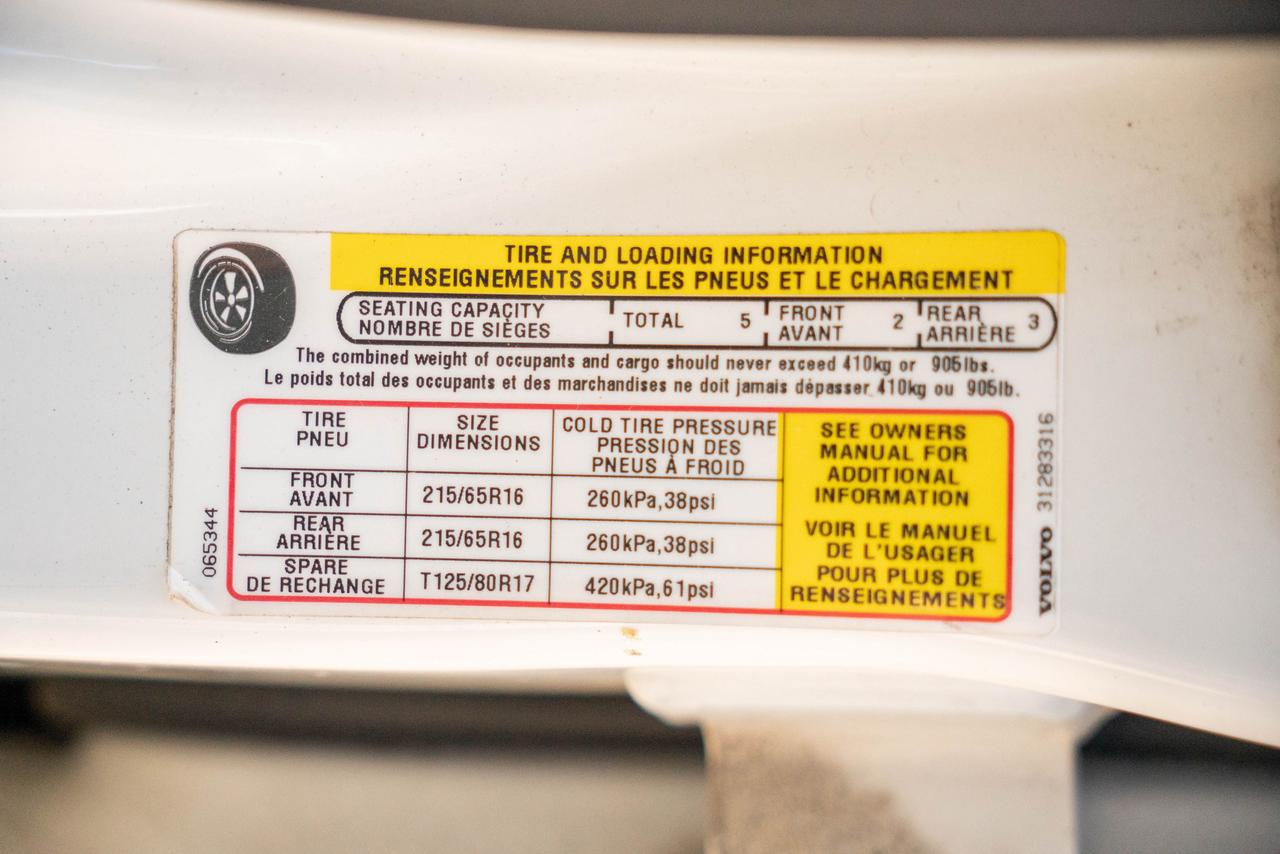 TIRE AND LOADING INFORMATION
RENSEIGNEMENTS SUR LES PNEUS ET LE CHARGEMENT
SEATING CAPACITY
NOMBRE DE SIÈGES
TOTAL 5
FRONT
AVANT
2
REAR
ARRIÈRE
3
The combined weight of occupants and cargo should never exceed 410kg or 905lbs.
Le poids total des occupants et des marchandises ne doit jamais dépasser 410kg ou 905lb.
TIRE
PNEU
SIZE
DIMENSIONS
COLD TIRE PRESSURE
PRESSION DES
PNEUS À FROID
FRONT
AVANT
215/65R16
260kPa,38psi
REAR
ARRIÈRE
215/65R16
260kPa,38psi
SPARE
DE RECHANGE
T125/80R17
420kPa,61psi
SEE OWNERS
MANUAL FOR
ADDITIONAL
INFORMATION
VOIR LE MANUEL
DE L'USAGER
POUR PLUS DE
RENSEIGNEMENTS
065344
VOLVO 31283316